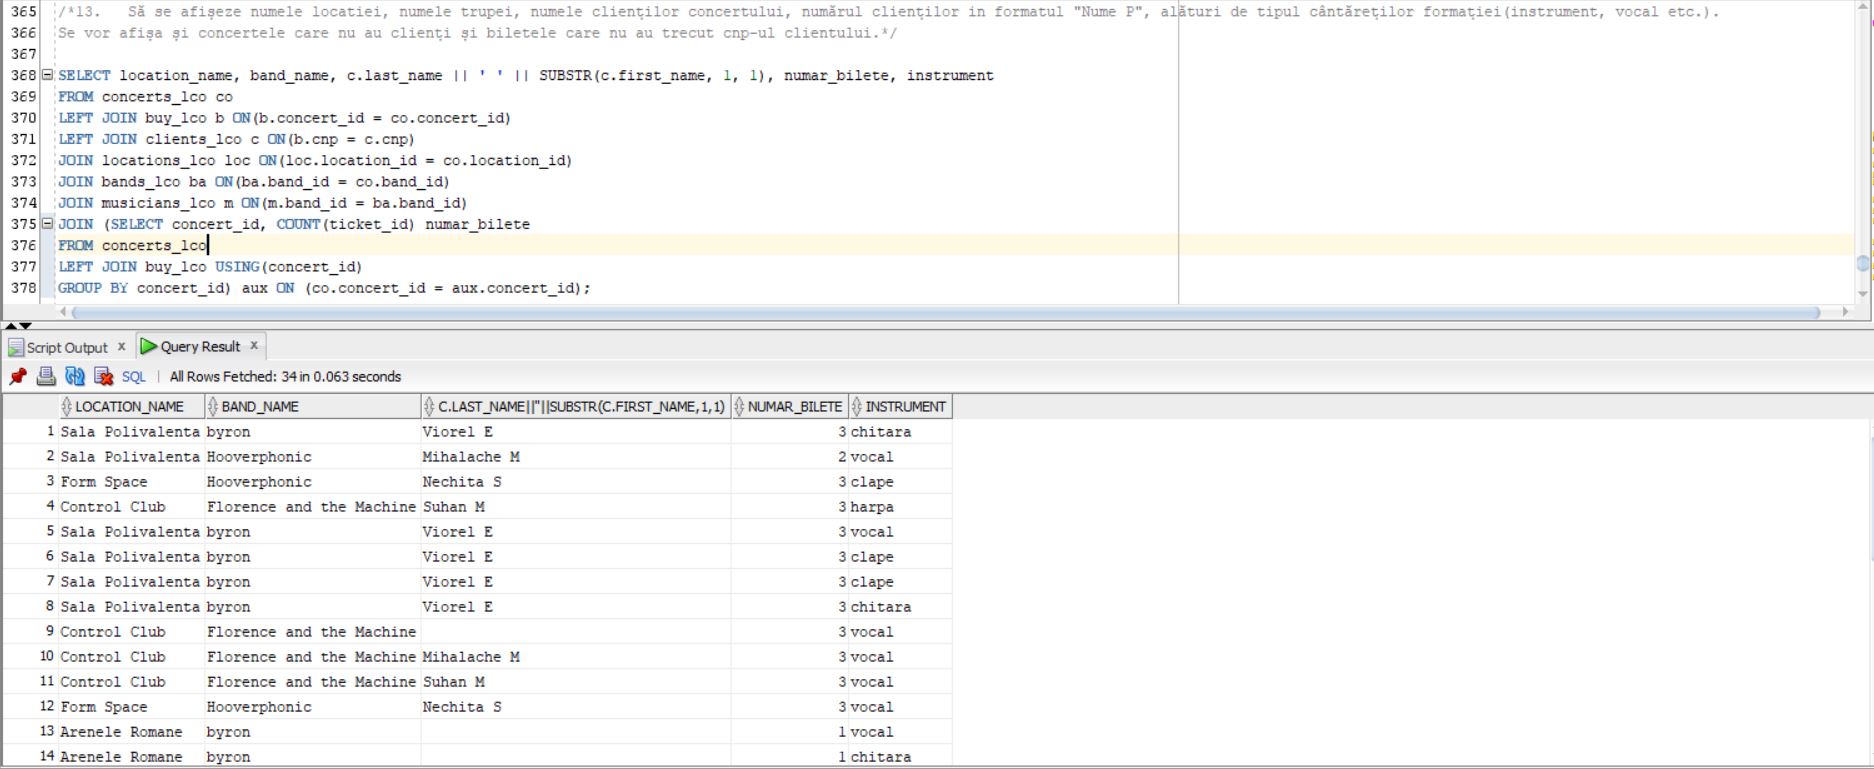 365 /*13.   Să se afișeze numele locatiei, numele trupei, numele clienților concertului, numărul clienților in formatul "Nume P", alături de tipul cântăreților formației(instrument, vocal etc.).
366 Se vor afișa și concertele care nu au clienți și biletele care nu au trecut cnp-ul clientului.*/
367
368 SELECT location_name, band_name, c.last_name || ' ' || SUBSTR(c.first_name, 1, 1), numar_bilete, instrument
369 FROM concerts_lco co
370 LEFT JOIN buy_lco b ON(b.concert_id = co.concert_id)
371 LEFT JOIN clients_lco c ON(b.cnp = c.cnp)
372 JOIN locations_lco loc ON(loc.location_id = co.location_id)
373 JOIN bands_lco ba ON(ba.band_id = co.band_id)
374 JOIN musicians_lco m ON(m.band_id = ba.band_id)
375 JOIN (SELECT concert_id, COUNT(ticket_id) numar_bilete
376 FROM concerts_lco
377 LEFT JOIN buy_lco USING(concert_id)
378 GROUP BY concert_id) aux ON (co.concert_id = aux.concert_id);
Script Output x Query Result x
SQL | All Rows Fetched: 34 in 0.063 seconds
LOCATION_NAME BAND_NAME C.LAST_NAME||''||SUBSTR(C.FIRST_NAME,1,1) NUMAR_BILETE INSTRUMENT
1 Sala Polivalenta byron Viorel E 3 chitara
2 Sala Polivalenta Hooverphonic Mihalache M 2 vocal
3 Form Space Hooverphonic Nechita S 3 clape
4 Control Club Florence and the Machine Suhan M 3 harpa
5 Sala Polivalenta byron Viorel E 3 vocal
6 Sala Polivalenta byron Viorel E 3 clape
7 Sala Polivalenta byron Viorel E 3 clape
8 Sala Polivalenta byron Viorel E 3 chitara
9 Control Club Florence and the Machine 3 vocal
10 Control Club Florence and the Machine Mihalache M 3 vocal
11 Control Club Florence and the Machine Suhan M 3 vocal
12 Form Space Hooverphonic Nechita S 3 vocal
13 Arenele Romane byron 1 vocal
14 Arenele Romane byron 1 chitara